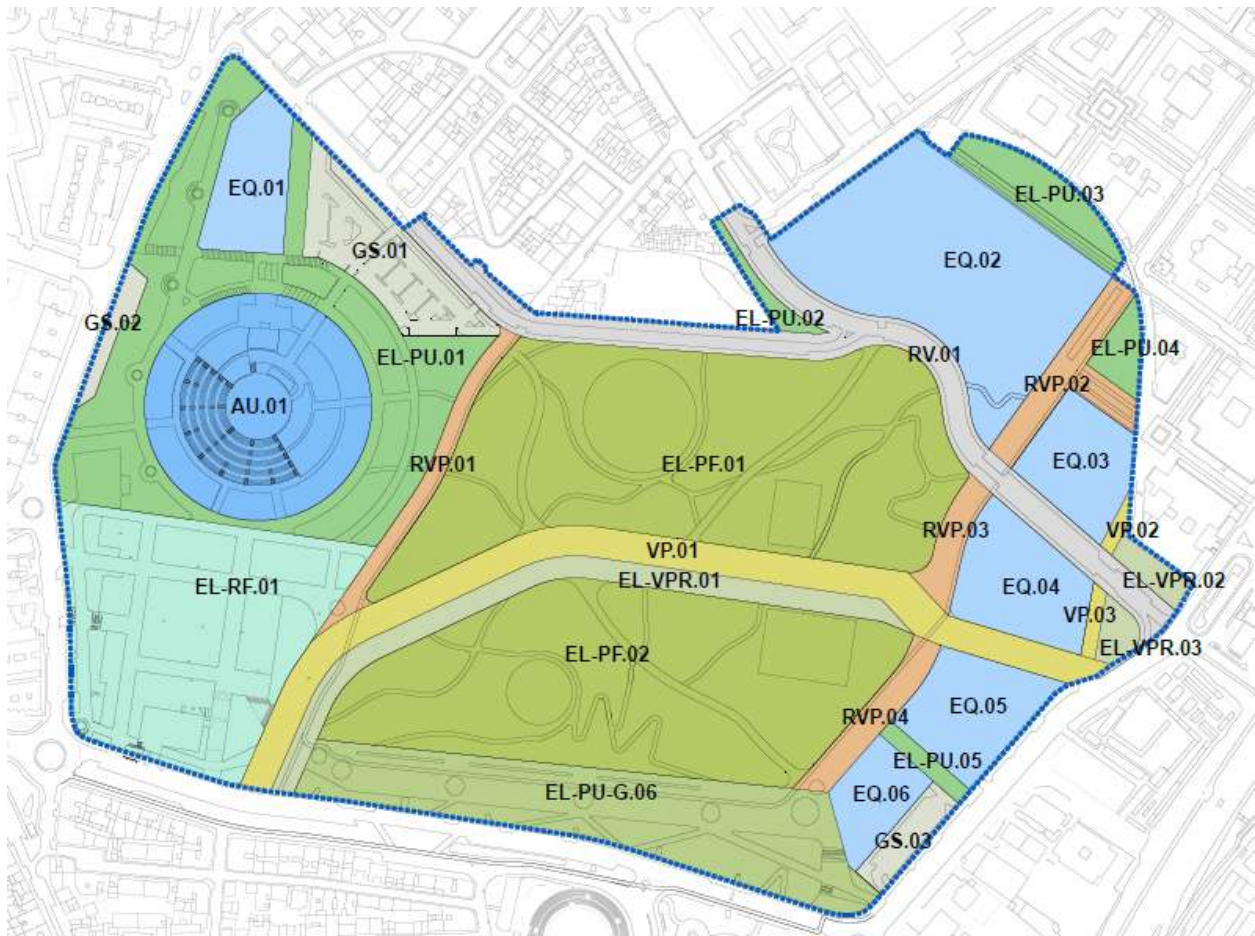 EQ.01
EL-PU.03
GS.01
EQ.02
GS.02
EL-PU.02
EL-PU.01
RV.01
EL-PU.04
RVP.02
AU.01
RVP.01
EL-PF.01
EQ.03
RVP.03
VP.02
VP.01
EL-VPR.01
EL-RF.01
EQ.04
EL-VPR.02
VP.03
EL-PF.02
EL-VPR.03
EQ.05
RVP.04
EL-PU.05
EL-PU-G.06
EQ.06
GS.03